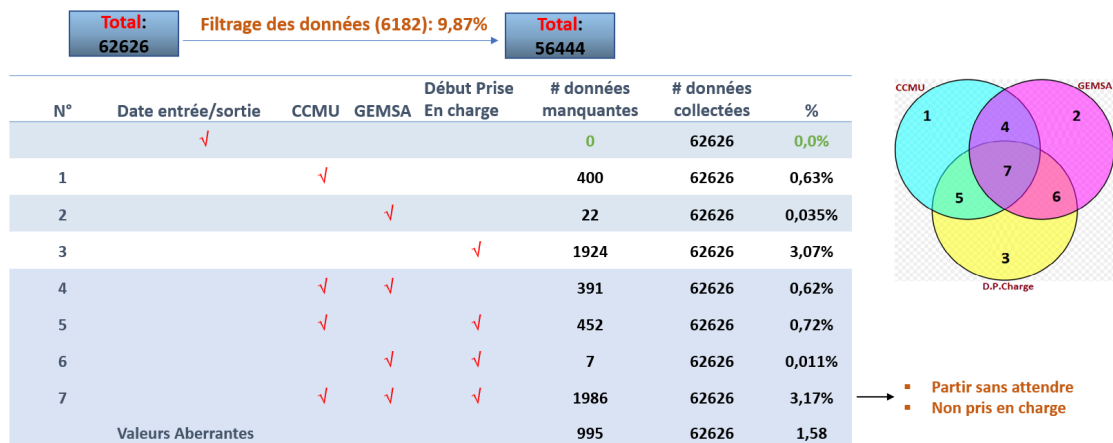 Total:
62626
Filtrage des données (6182): 9,87%
Total:
56444
N° Date entrée/sortie CCMU GEMSA Début Prise En charge # données manquantes # données collectées %
√ 0 62626 0,0%
1 √ 400 62626 0,63%
2 √ 22 62626 0,035%
3 √ 1924 62626 3,07%
4 √ √ 391 62626 0,62%
5 √ √ 452 62626 0,72%
6 √ √ 7 62626 0,011%
7 √ √ √ 1986 62626 3,17%
Valeurs Aberrantes 995 62626 1,58
CCMU
GEMSA
1
4
2
7
5
6
3
D.P.Charge
▪ Partir sans attendre
▪ Non pris en charge